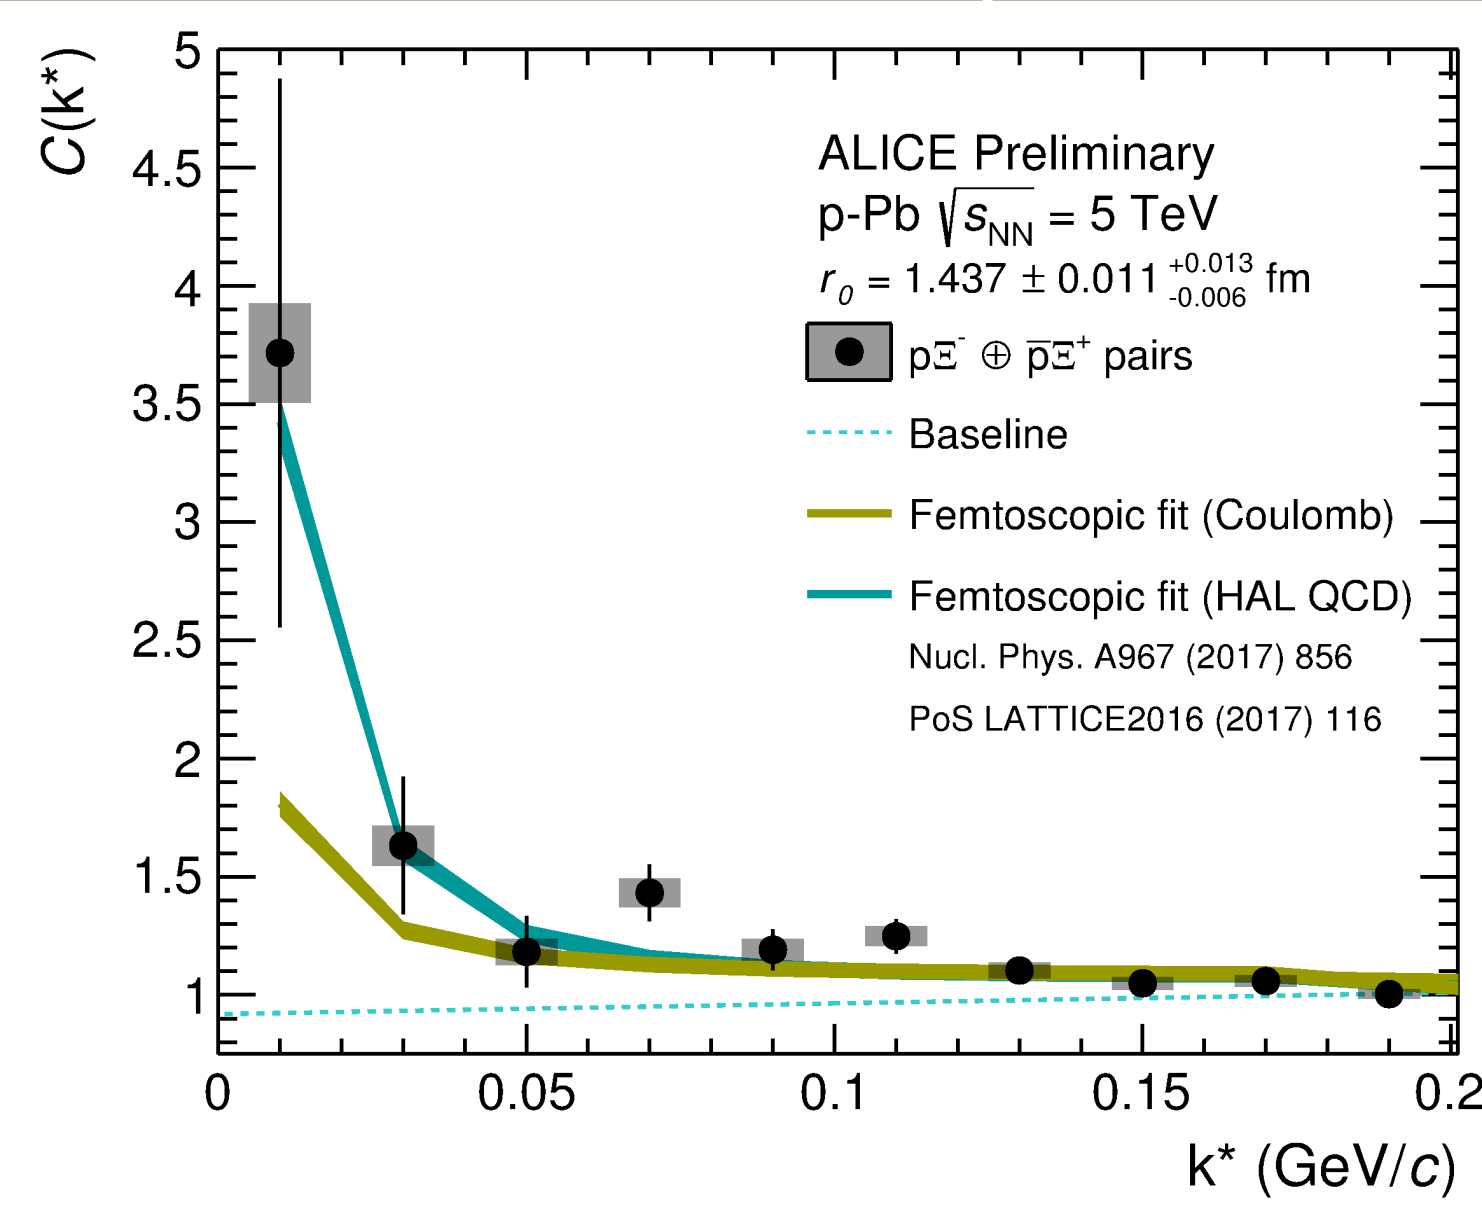 C(k*)
5
4.5
4
3.5
3
2.5
2
1.5
1
ALICE Preliminary
p-Pb √sNN = 5 TeV
r0 = 1.437 ± 0.011 +0.013 -0.006 fm
pΞ- ⊕ p̅Ξ+ pairs
Baseline
Femtoscopic fit (Coulomb)
Femtoscopic fit (HAL QCD)
Nucl. Phys. A967 (2017) 856
PoS LATTICE2016 (2017) 116
0 0.05 0.1 0.15 0.2
k* (GeV/c)